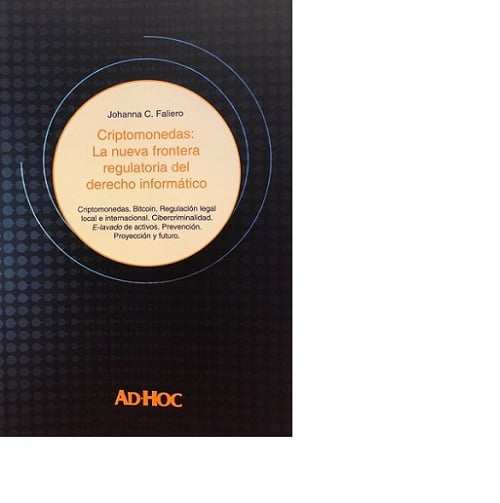 Johanna C. Faliero
Criptomonedas:
La nueva frontera
regulatoria del
derecho informático
Criptomonedas. Bitcoin. Regulación legal
local e internacional. Cibercriminalidad.
E-lavado de activos. Prevención.
Proyección y futuro.
AD-HOC